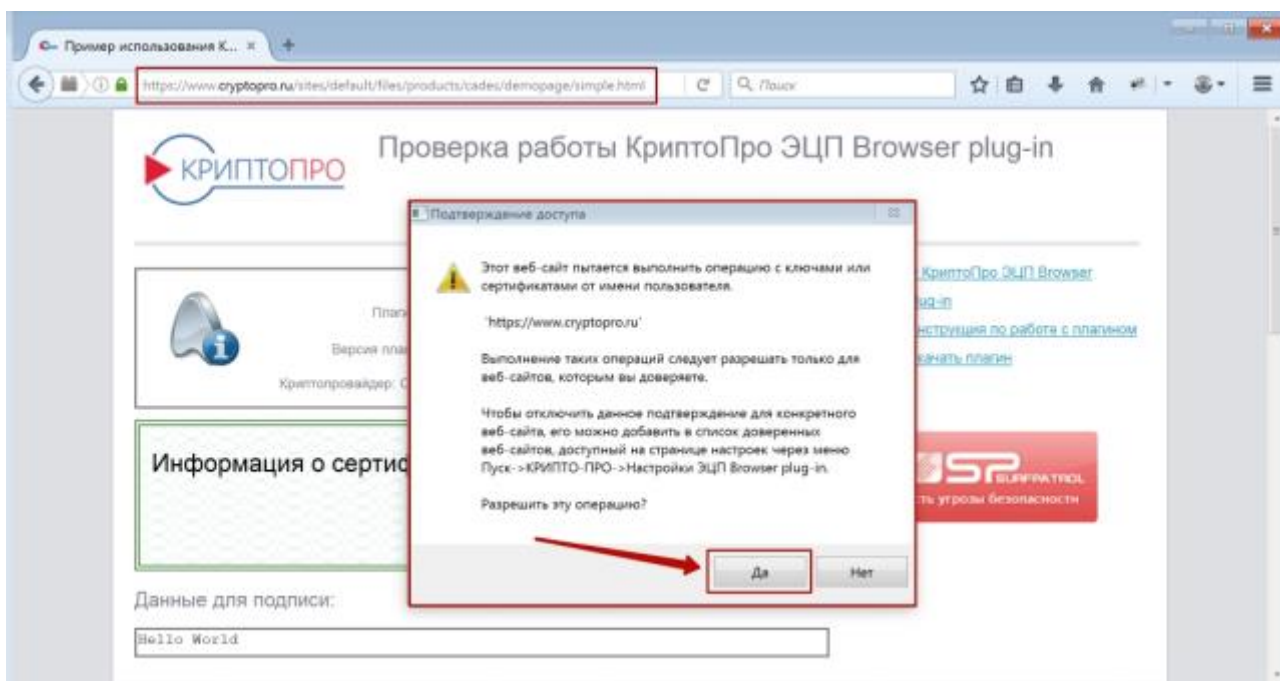 Пример использования К...
https://www.cryptopro.ru/sites/default/files/products/cades/demopage/simple.html
Поиск
КРИПТОПРО
Проверка работы КриптоПро ЭЦП Browser plug-in
Подтверждение доступа
Этот веб-сайт пытается выполнить операцию с ключами или
сертификатами от имени пользователя.
'https://www.cryptopro.ru'
Выполнение таких операций следует разрешать только для
веб-сайтов, которым вы доверяете.
Чтобы отключить данное подтверждение для конкретного
веб-сайта, его можно добавить в список доверенных
веб-сайтов, доступный на странице настроек через меню
Пуск->КРИПТО-ПРО->Настройки ЭЦП Browser plug-in.
Разрешить эту операцию?
Да
Нет
Плаг
Версия плаг
Криптопровайдер: C
КриптоПро ЭЦП Browser
ug-in
нструкция по работе с плагином
качать плагин
Информация о сертис
SP
SURFPATROL
ть угрозы безопасности
Данные для подписи:
Hello World